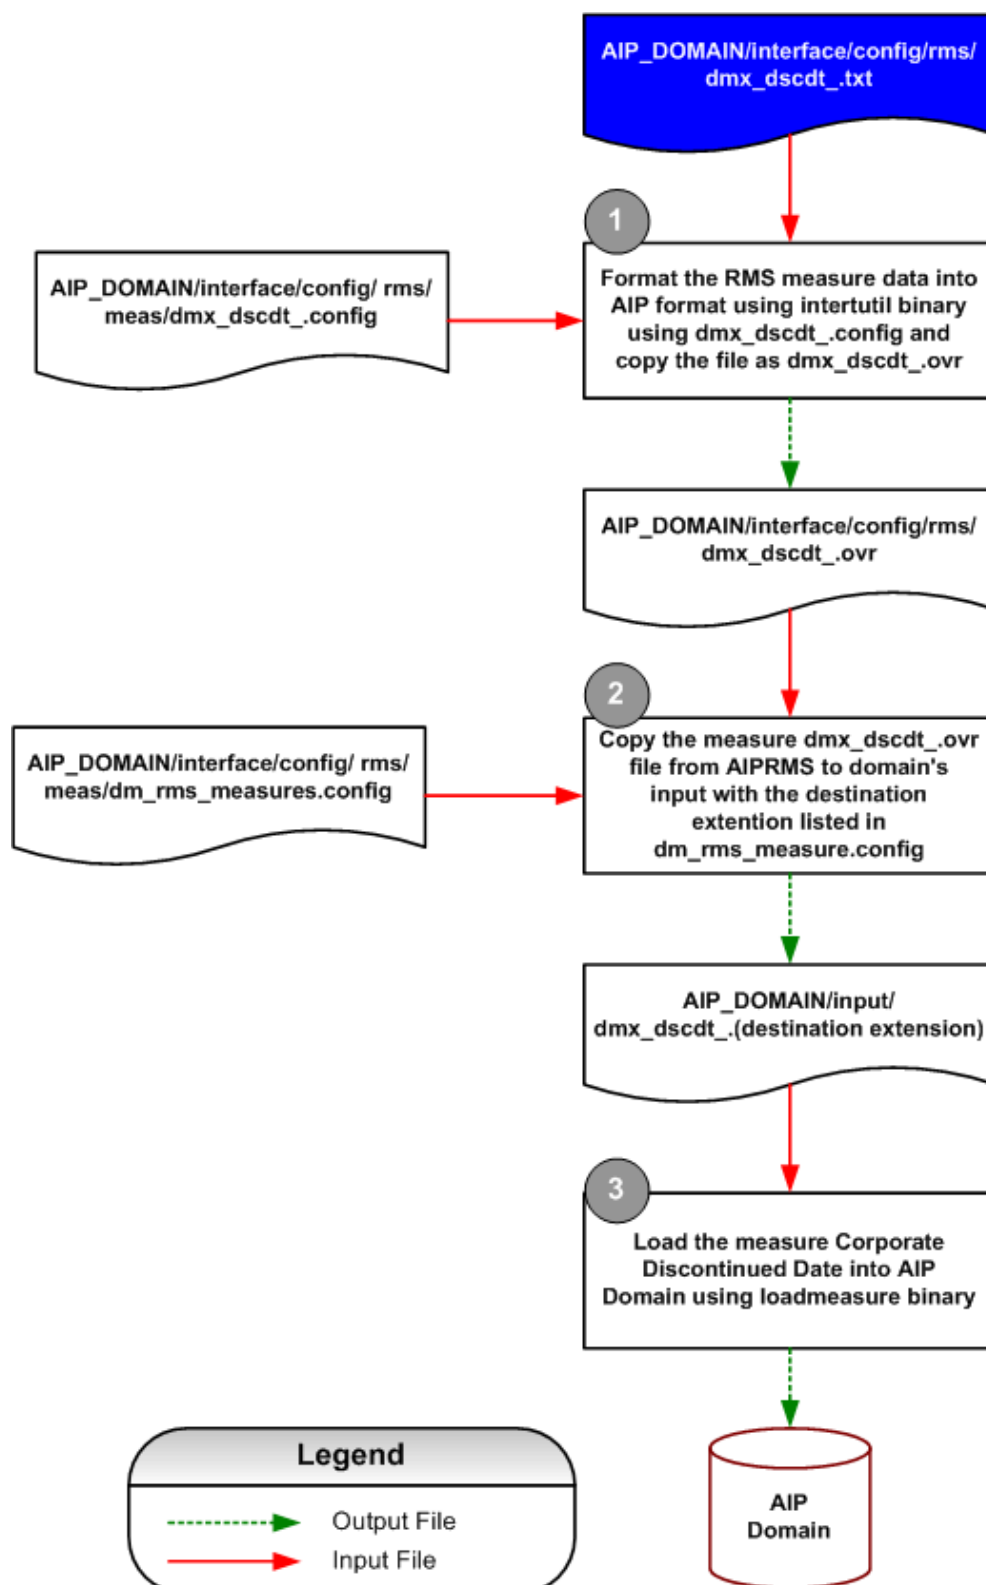 AIP_DOMAIN/interface/config/rms/
dmx_dscdt_.txt
1
AIP_DOMAIN/interface/config/ rms/
meas/dmx_dscdt_.config
Format the RMS measure data into
AIP format using intertutil binary
using dmx_dscdt_.config and
copy the file as dmx_dscdt_.ovr
AIP_DOMAIN/interface/config/rms/
dmx_dscdt_.ovr
2
AIP_DOMAIN/interface/config/ rms/
meas/dm_rms_measures.config
Copy the measure dmx_dscdt_.ovr
file from AIPRMS to domain's
input with the destination
extention listed in
dm_rms_measure.config
AIP_DOMAIN/input/
dmx_dscdt_.(destination extension)
3
Load the measure Corporate
Discontinued Date into AIP
Domain using loadmeasure binary
Legend
Output File
Input File
AIP
Domain